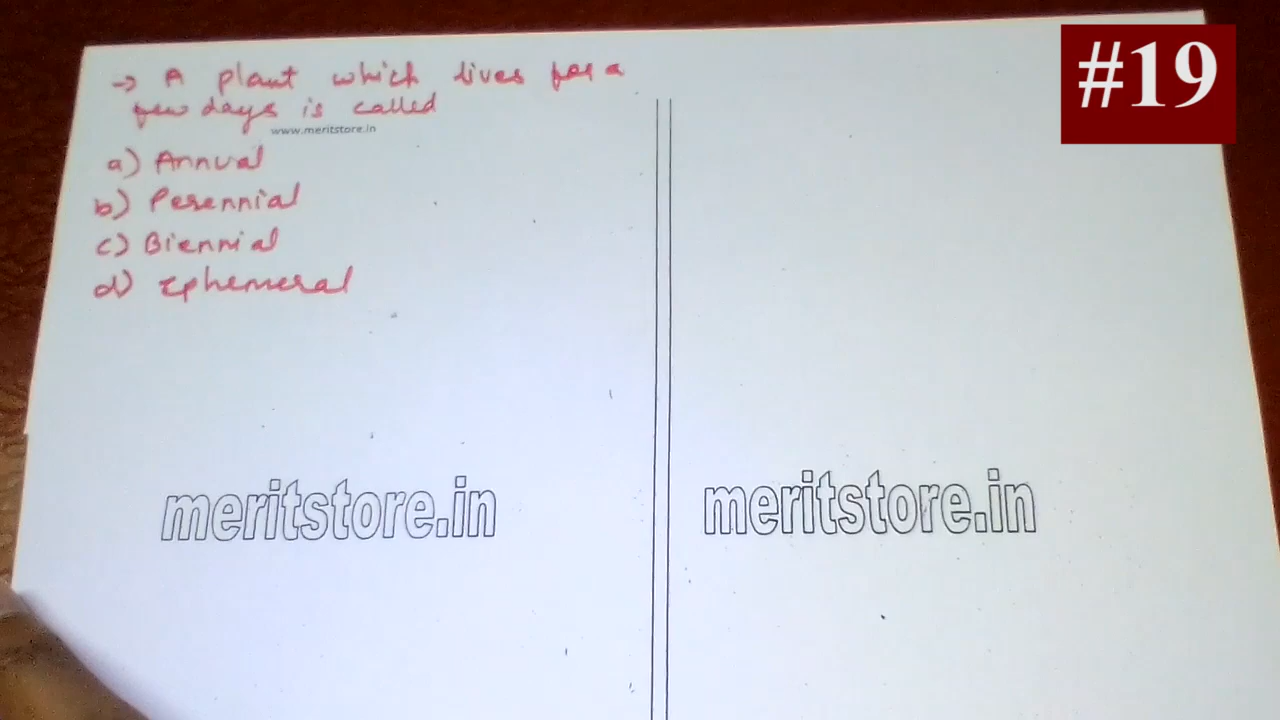 #19
→ A plant which lives for a
few days is called
www.meritstore.in
a) Annual
b) Perennial
c) Biennial
d) Ephemeral
meritstore.in
meritstore.in